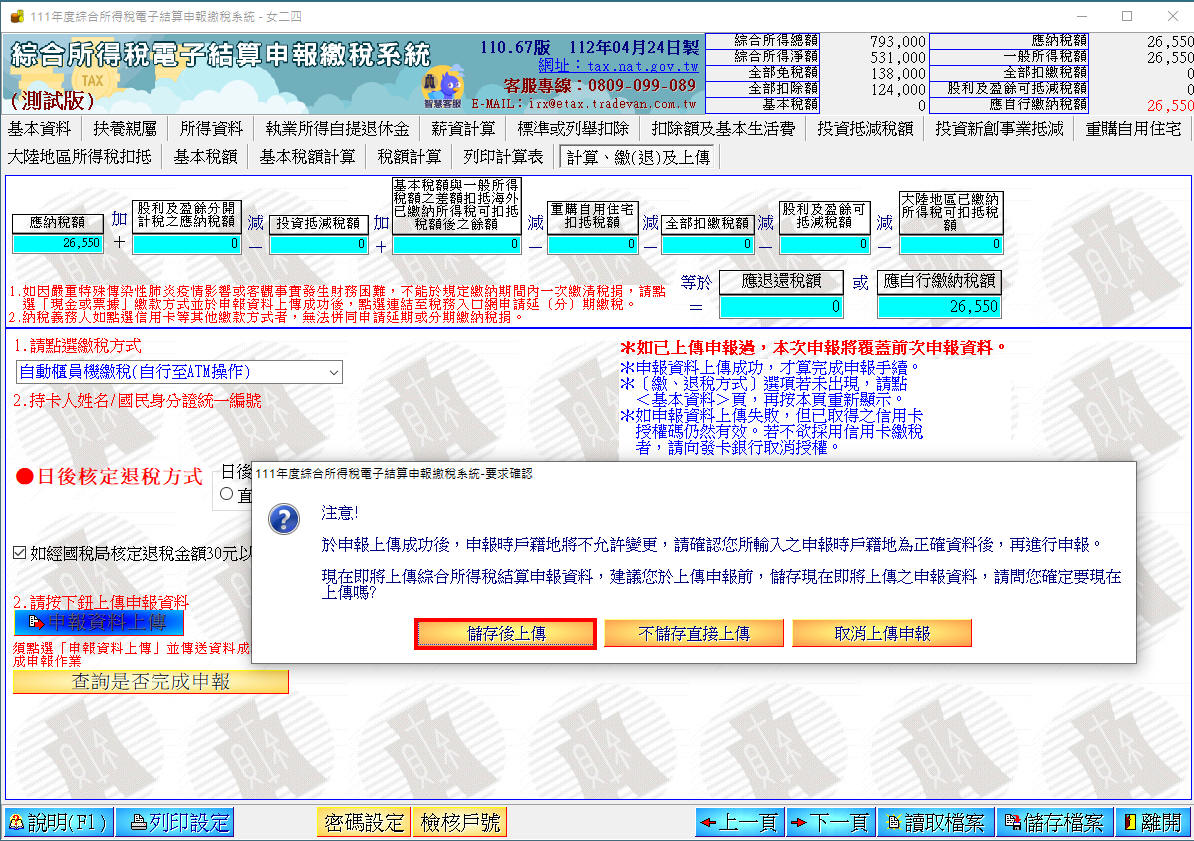 111年度綜合所得稅電子結算申報繳稅系統 - 女二四
綜合所得稅電子結算申報繳稅系統
TAX
(測試版)
110.67版 112年04月24日製
網址：tax.nat.gov.tw
客服專線：0809-099-089
E-MAIL：irx@etax.tradevan.com.tw
智慧客服
綜合所得總額 793,000 應納稅額 26,550
綜合所得淨額 531,000 一般所得稅額 26,550
全部免稅額 138,000 全部扣繳稅額 0
全部扣除額 124,000 股利及盈餘可抵減稅額 0
基本稅額 0 應自行繳納稅額 26,550
基本資料 扶養親屬 所得資料 執業所得自提退休金 薪資計算 標準或列舉扣除 扣除額及基本生活費 投資抵減稅額 投資新創事業抵減 重購自用住宅
大陸地區所得稅扣抵 基本稅額 基本稅額計算 稅額計算 列印計算表 計算、繳(退)及上傳
應納稅額
26,550
加
＋
股利及盈餘分開
計稅之應納稅額
0
減
－
投資抵減稅額
0
加
＋
基本稅額與一般所得
稅額之差額扣抵海外
已繳納所得稅可扣抵
稅額後之餘額
0
減
－
重購自用住宅
扣抵稅額
0
減
－
全部扣繳稅額
0
減
－
股利及盈餘可
抵減稅額
0
減
－
大陸地區已繳納
所得稅可扣抵稅
額
0
等於
＝
應退還稅額
0
或
應自行繳納稅額
26,550
1.如因嚴重特殊傳染性肺炎疫情影響或客觀事實發生財務困難，不能於規定繳納期間內一次繳清稅捐，請點
選「現金或票據」繳款方式並於申報資料上傳成功後，點選連結至稅務入口網申請延（分）期繳稅。
2.納稅義務人如點選信用卡等其他繳款方式者，無法併同申請延期或分期繳納稅捐。
1.請點選繳稅方式
自動櫃員機繳稅(自行至ATM操作)
2.持卡人姓名/國民身分證統一編號
＊如已上傳申報過，本次申報將覆蓋前次申報資料。
＊申報資料上傳成功，才算完成申報手續。
＊〔繳、退稅方式〕選項若未出現，請點
＜基本資料＞頁，再按本頁重新顯示。
＊如申報資料上傳失敗，但已取得之信用卡
授權碼仍然有效。若不欲採用信用卡繳稅
者，請向發卡銀行取消授權。
●日後核定退稅方式
日後
直
如經國稅局核定退稅金額30元以
2.請按下鈕上傳申報資料
申報資料上傳
須點選「申報資料上傳」並傳送資料成
成申報作業
查詢是否完成申報
111年度綜合所得稅電子結算申報繳稅系統-要求確認
注意!
於申報上傳成功後，申報時戶籍地將不允許變更，請確認您所輸入之申報時戶籍地為正確資料後，再進行申報。
現在即將上傳綜合所得稅結算申報資料，建議您於上傳申報前，儲存現在即將上傳之申報資料，請問您確定要現在
上傳嗎?
儲存後上傳 不儲存直接上傳 取消上傳申報
說明(F1) 列印設定 密碼設定 檢核戶號 上一頁 下一頁 讀取檔案 儲存檔案 離開